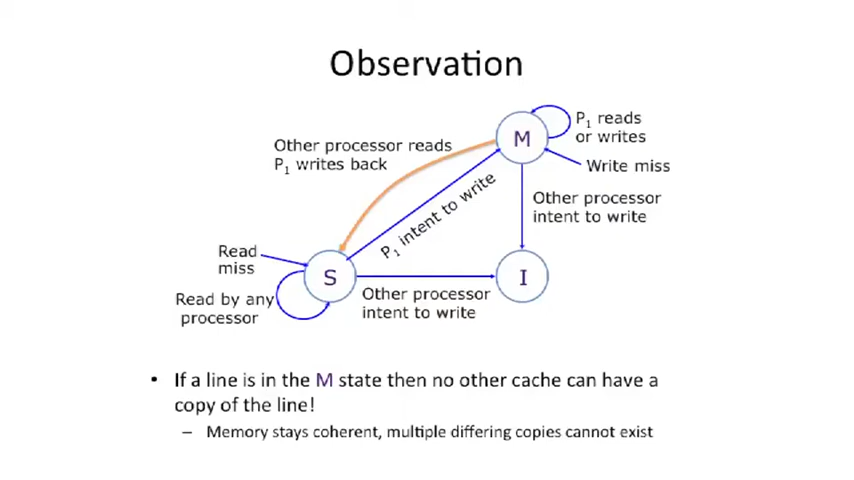 Observation
M
P1 reads
or writes
Other processor reads
P1 writes back
Write miss
P1 intent to write
Other processor
intent to write
Read
miss
S
I
Read by any
processor
Other processor
intent to write
• If a line is in the M state then no other cache can have a
copy of the line!
– Memory stays coherent, multiple differing copies cannot exist